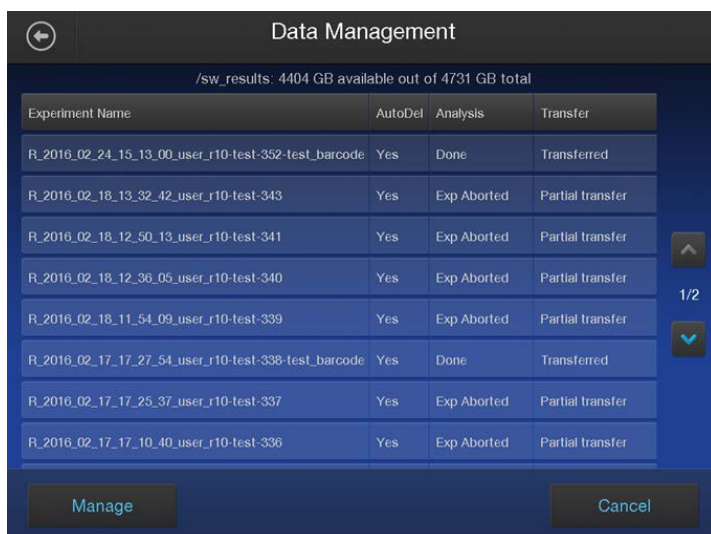 Data Management
/sw_results: 4404 GB available out of 4731 GB total
Experiment Name AutoDel Analysis Transfer
R_2016_02_24_15_13_00_user_r10-test-352-test_barcode Yes Done Transferred
R_2016_02_18_13_32_42_user_r10-test-343 Yes Exp Aborted Partial transfer
R_2016_02_18_12_50_13_user_r10-test-341 Yes Exp Aborted Partial transfer
R_2016_02_18_12_36_05_user_r10-test-340 Yes Exp Aborted Partial transfer
R_2016_02_18_11_54_09_user_r10-test-339 Yes Exp Aborted Partial transfer
R_2016_02_17_17_27_54_user_r10-test-338-test_barcode Yes Done Transferred
R_2016_02_17_17_25_37_user_r10-test-337 Yes Exp Aborted Partial transfer
R_2016_02_17_17_10_40_user_r10-test-336 Yes Exp Aborted Partial transfer
1/2
Manage Cancel